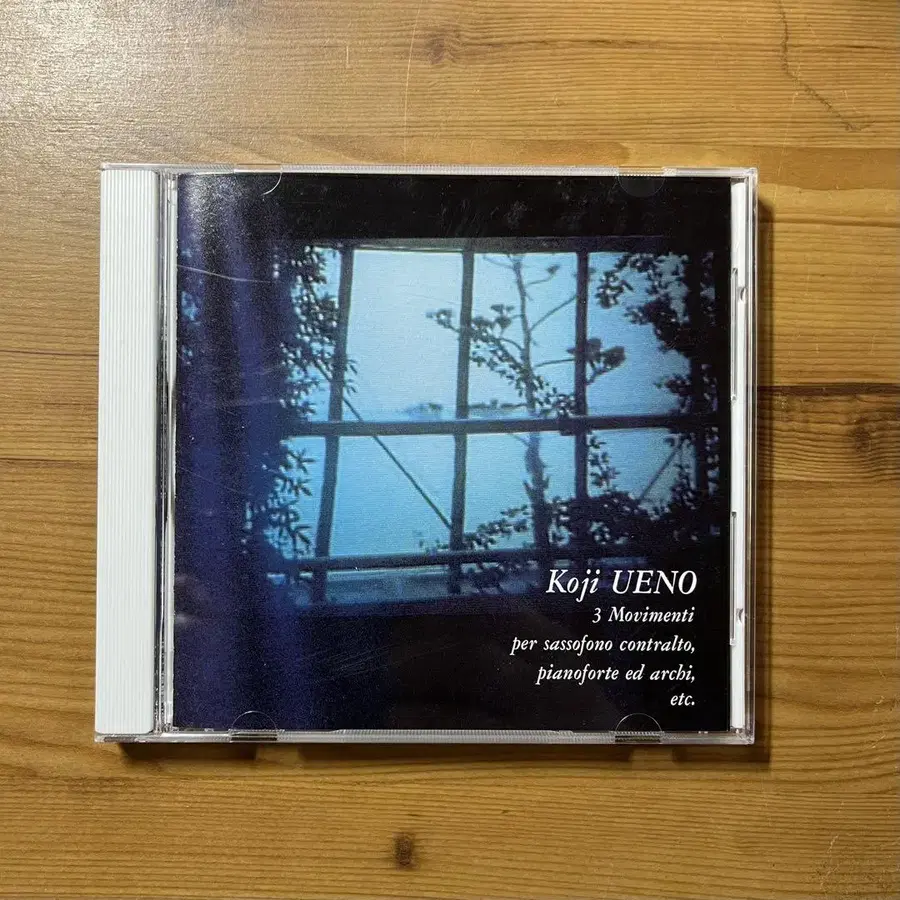 Koji UENO
3 Movimenti
per sassofono contralto,
pianoforte ed archi,
etc.